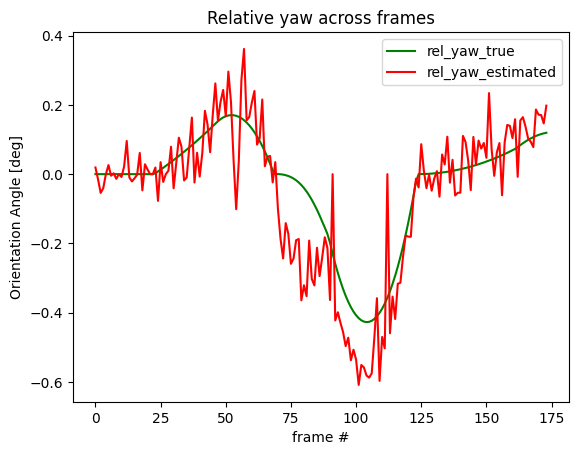 Relative yaw across frames
rel_yaw_true
rel_yaw_estimated
Orientation Angle [deg]
0.4
0.2
0.0
−0.2
−0.4
−0.6
0 25 50 75 100 125 150 175
frame #